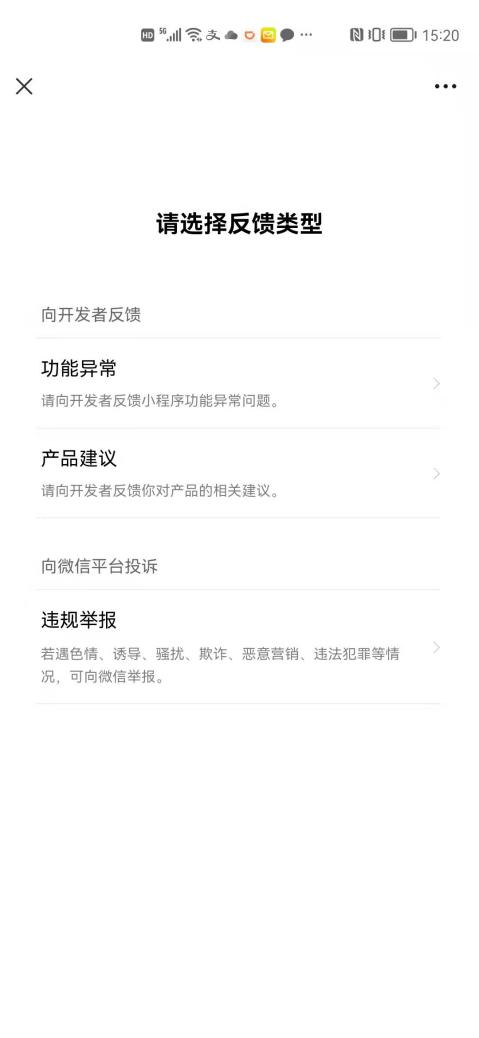 HD 5G 支 15:20
请选择反馈类型
向开发者反馈
功能异常
请向开发者反馈小程序功能异常问题。
产品建议
请向开发者反馈你对产品的相关建议。
向微信平台投诉
违规举报
若遇色情、诱导、骚扰、欺诈、恶意营销、违法犯罪等情
况，可向微信举报。